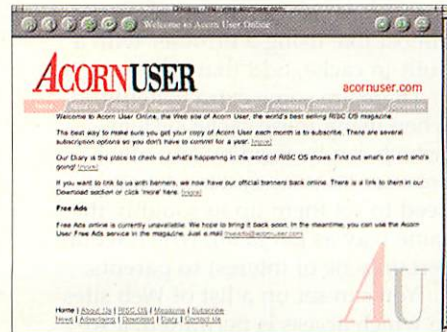 Welcome to Acorn User Online
ACORNUSER
acornuser.com
Home About Us RISC OS Magazine News Advertising Download Diary Contact Us
Welcome to Acorn User Online, the Web site of Acorn User, the world's best selling RISC OS magazine.
The best way to make sure you get your copy of Acorn User each month is to subscribe. There are several
subscription options so you don't have to commit for a year. [more]
Our Diary is the place to check out what's happening in the world of RISC OS shows. Find out what's on and who's
going! [more]
If you want to link to us with banners, we now have our official banners back online. There is a link to them in our
Download section or click 'more' here. [more]
Free Ads
Free Ads online is currently unavailable. We hope to bring it back soon. In the meantime, you can use the Acorn
User Free Ads service in the magazine. Just e mail freeads@acornuser.com
AU
Home | About Us | RISC OS | Magazine | Subscribe
News | Advertising | Download | Diary | Contact Us